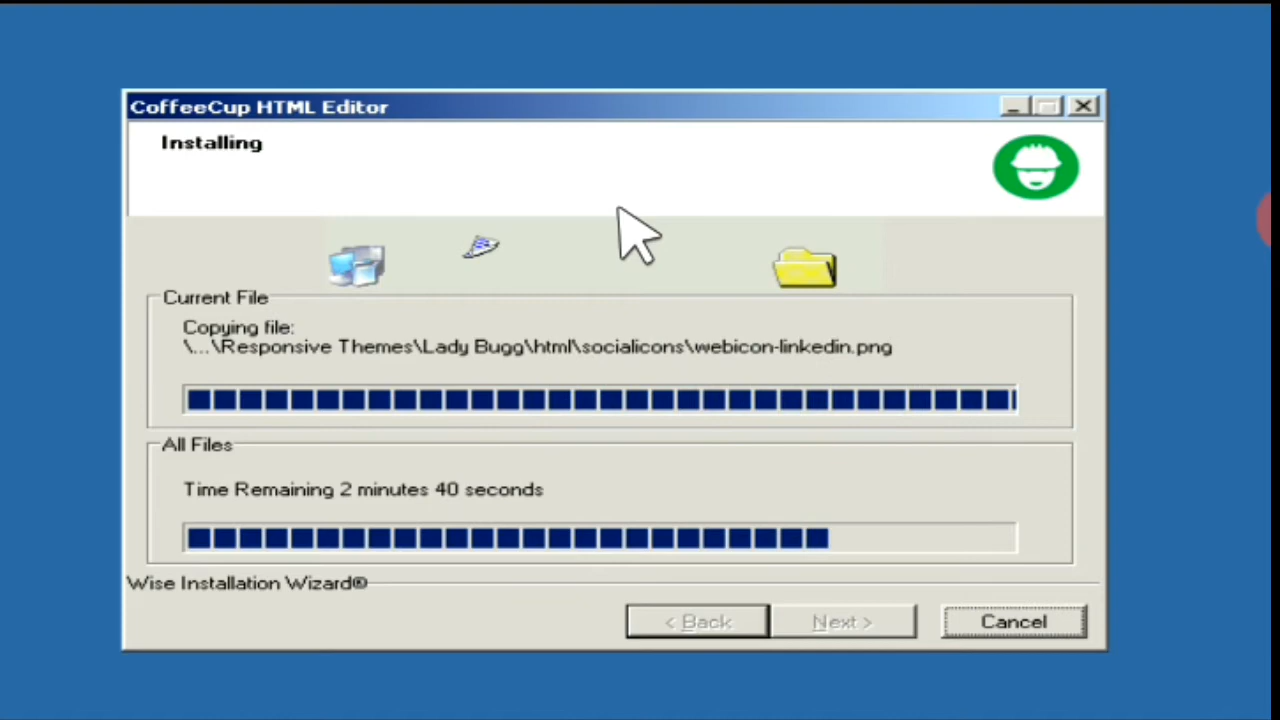 CoffeeCup HTML Editor
Installing
Current File
Copying file:
\...\Responsive Themes\Lady Bugg\html\socialicons\webicon-linkedin.png
All Files
Time Remaining 2 minutes 40 seconds
Wise Installation Wizard®
< Back Next > Cancel